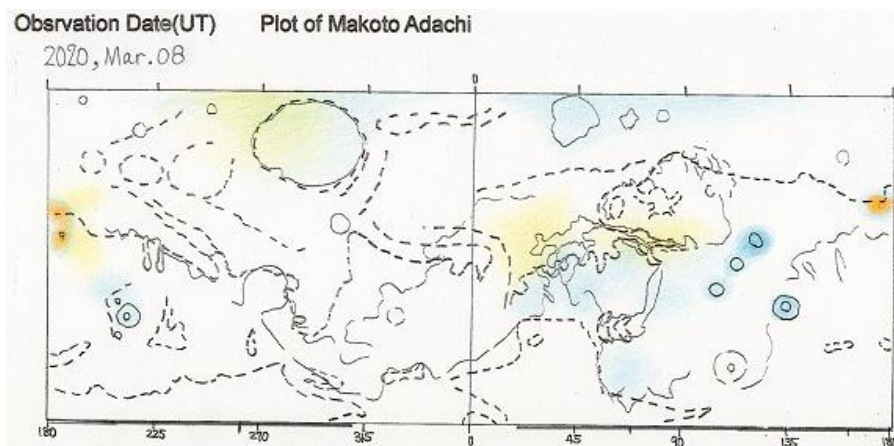 Obsrvation Date(UT) Plot of Makoto Adachi
2020, Mar.08
0
180 225 270 315 0 45 90 135